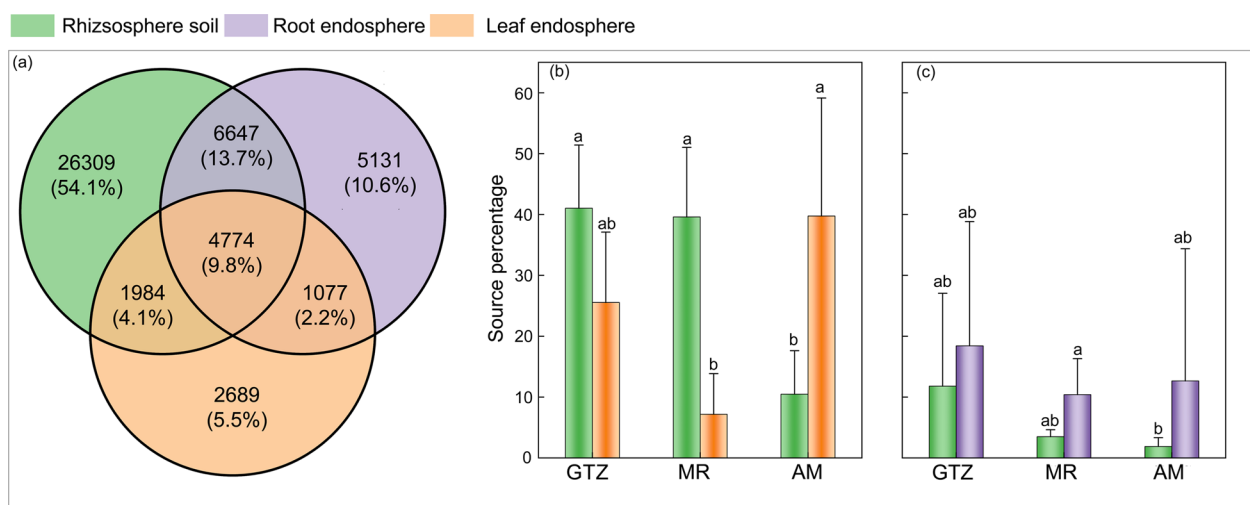 Rhizsosphere soil Root endosphere Leaf endosphere
(a)
26309
(54.1%)
6647
(13.7%)
5131
(10.6%)
4774
(9.8%)
1984
(4.1%)
1077
(2.2%)
2689
(5.5%)
(b)
Source percentage
60
50
40
30
20
10
0
a
ab
a
b
b
a
GTZ MR AM
(c)
ab
ab
ab
a
b
ab
GTZ MR AM